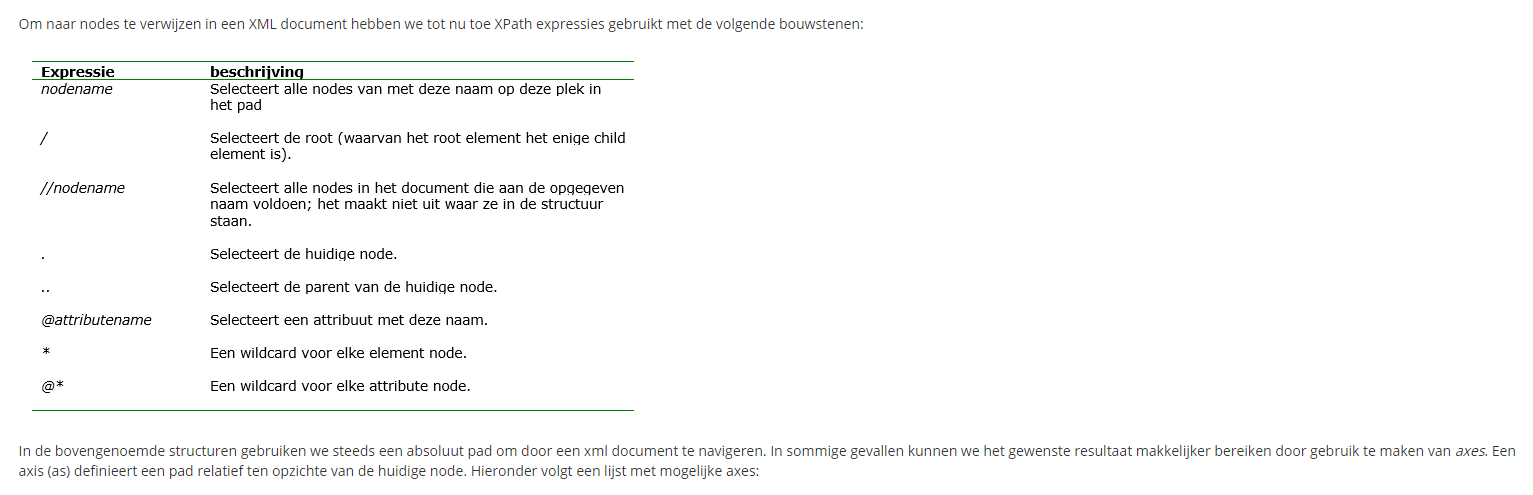 Om naar nodes te verwijzen in een XML document hebben we tot nu toe XPath expressies gebruikt met de volgende bouwstenen:
Expressie beschrijving
nodename Selecteert alle nodes van met deze naam op deze plek in
het pad
/ Selecteert de root (waarvan het root element het enige child
element is).
//nodename Selecteert alle nodes in het document die aan de opgegeven
naam voldoen; het maakt niet uit waar ze in de structuur
staan.
. Selecteert de huidige node.
.. Selecteert de parent van de huidige node.
@attributename Selecteert een attribuut met deze naam.
* Een wildcard voor elke element node.
@* Een wildcard voor elke attribute node.
In de bovengenoemde structuren gebruiken we steeds een absoluut pad om door een xml document te navigeren. In sommige gevallen kunnen we het gewenste resultaat makkelijker bereiken door gebruik te maken van axes. Een
axis (as) definieert een pad relatief ten opzichte van de huidige node. Hieronder volgt een lijst met mogelijke axes: